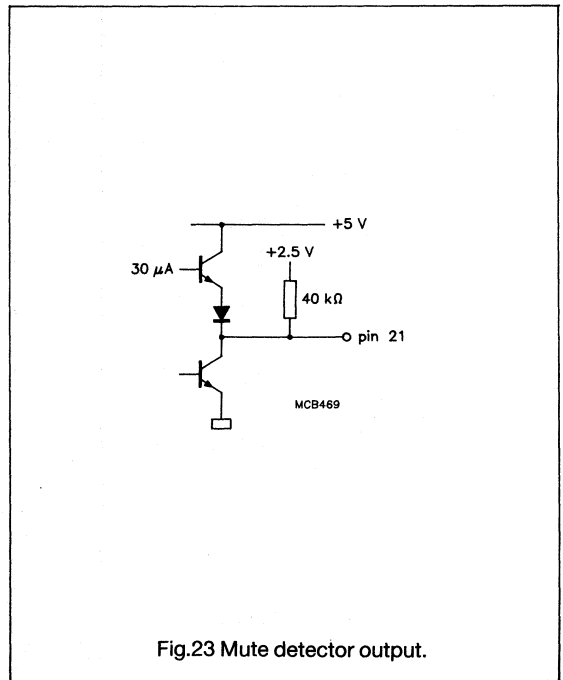 +5 V
+2.5 V
30 μA
40 kΩ
pin 21
MCB469
Fig.23 Mute detector output.